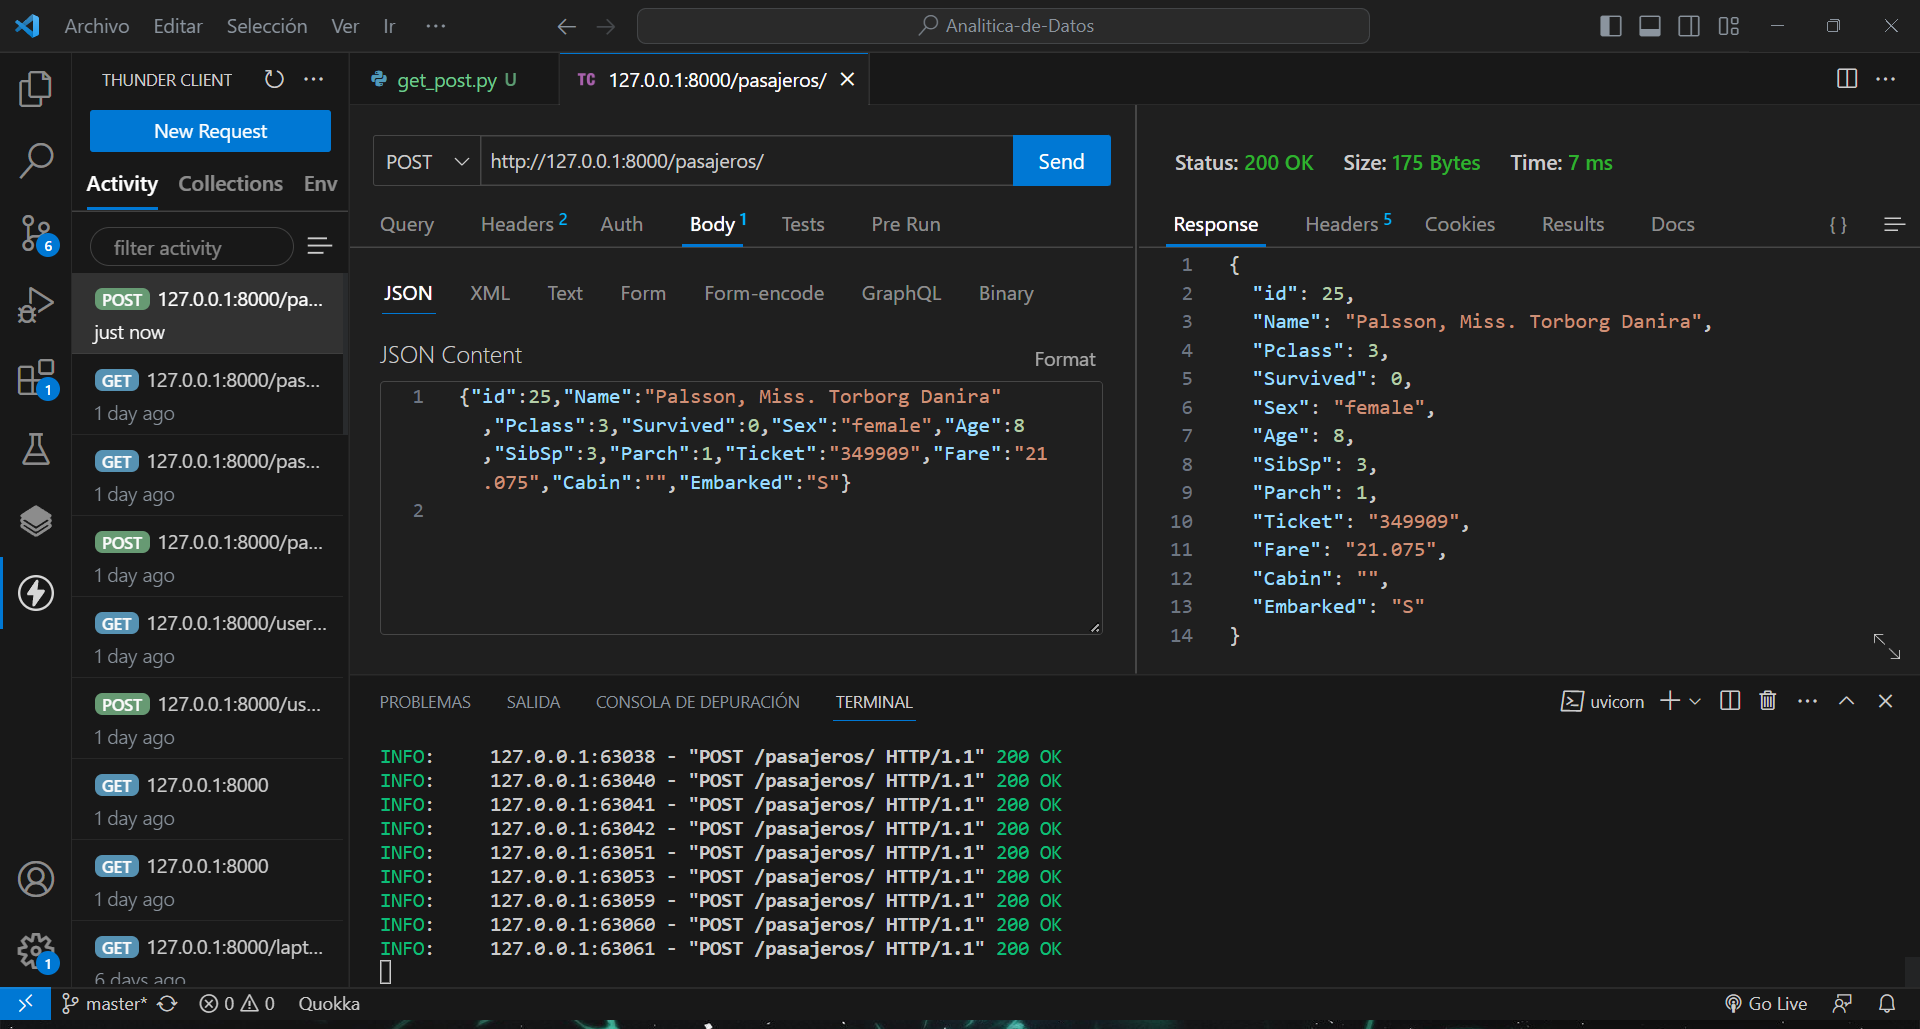 Archivo Editar Selección Ver Ir ··· Analitica-de-Datos
THUNDER CLIENT ···
New Request
Activity Collections Env
filter activity
POST 127.0.0.1:8000/pa...
just now
GET 127.0.0.1:8000/pas...
1 day ago
GET 127.0.0.1:8000/pas...
1 day ago
POST 127.0.0.1:8000/pa...
1 day ago
GET 127.0.0.1:8000/user...
1 day ago
POST 127.0.0.1:8000/us...
1 day ago
GET 127.0.0.1:8000
1 day ago
GET 127.0.0.1:8000
1 day ago
GET 127.0.0.1:8000/lapt...
6 days ago
6
1
1
get_post.py U
TC 127.0.0.1:8000/pasajeros/
POST http://127.0.0.1:8000/pasajeros/ Send
Query Headers 2 Auth Body 1 Tests Pre Run
JSON XML Text Form Form-encode GraphQL Binary
JSON Content Format
1 {"id":25,"Name":"Palsson, Miss. Torborg Danira"
,"Pclass":3,"Survived":0,"Sex":"female","Age":8
,"SibSp":3,"Parch":1,"Ticket":"349909","Fare":"21
.075","Cabin":"","Embarked":"S"}
2
Status: 200 OK Size: 175 Bytes Time: 7 ms
Response Headers 5 Cookies Results Docs { }
1 {
2 "id": 25,
3 "Name": "Palsson, Miss. Torborg Danira",
4 "Pclass": 3,
5 "Survived": 0,
6 "Sex": "female",
7 "Age": 8,
8 "SibSp": 3,
9 "Parch": 1,
10 "Ticket": "349909",
11 "Fare": "21.075",
12 "Cabin": "",
13 "Embarked": "S"
14 }
PROBLEMAS SALIDA CONSOLA DE DEPURACIÓN TERMINAL uvicorn ···
INFO: 127.0.0.1:63038 - "POST /pasajeros/ HTTP/1.1" 200 OK
INFO: 127.0.0.1:63040 - "POST /pasajeros/ HTTP/1.1" 200 OK
INFO: 127.0.0.1:63041 - "POST /pasajeros/ HTTP/1.1" 200 OK
INFO: 127.0.0.1:63042 - "POST /pasajeros/ HTTP/1.1" 200 OK
INFO: 127.0.0.1:63051 - "POST /pasajeros/ HTTP/1.1" 200 OK
INFO: 127.0.0.1:63053 - "POST /pasajeros/ HTTP/1.1" 200 OK
INFO: 127.0.0.1:63059 - "POST /pasajeros/ HTTP/1.1" 200 OK
INFO: 127.0.0.1:63060 - "POST /pasajeros/ HTTP/1.1" 200 OK
INFO: 127.0.0.1:63061 - "POST /pasajeros/ HTTP/1.1" 200 OK
master* 0 0 Quokka Go Live